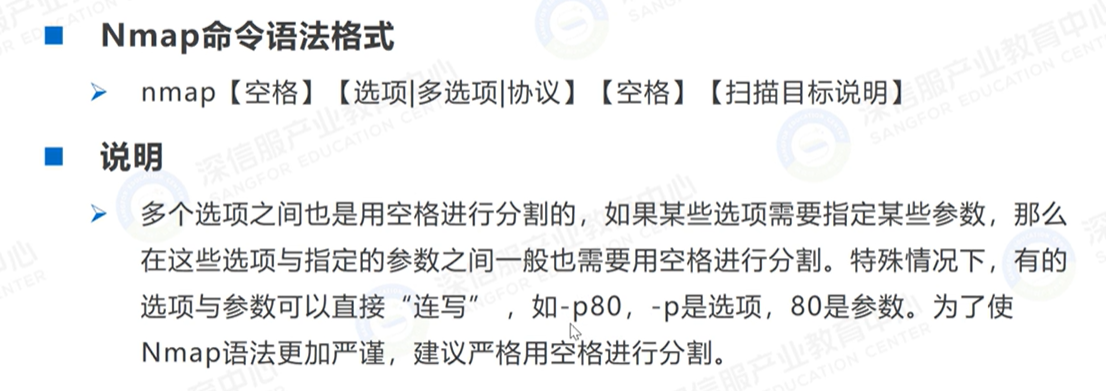 Nmap命令语法格式
nmap【空格】【选项|多选项|协议】【空格】【扫描目标说明】
说明
多个选项之间也是用空格进行分割的，如果某些选项需要指定某些参数，那么
在这些选项与指定的参数之间一般也需要用空格进行分割。特殊情况下，有的
选项与参数可以直接“连写”，如-p80，-p是选项，80是参数。为了使
Nmap语法更加严谨，建议严格用空格进行分割。
深信服产业教育中心
SANGFOR EDUCATION CENTER